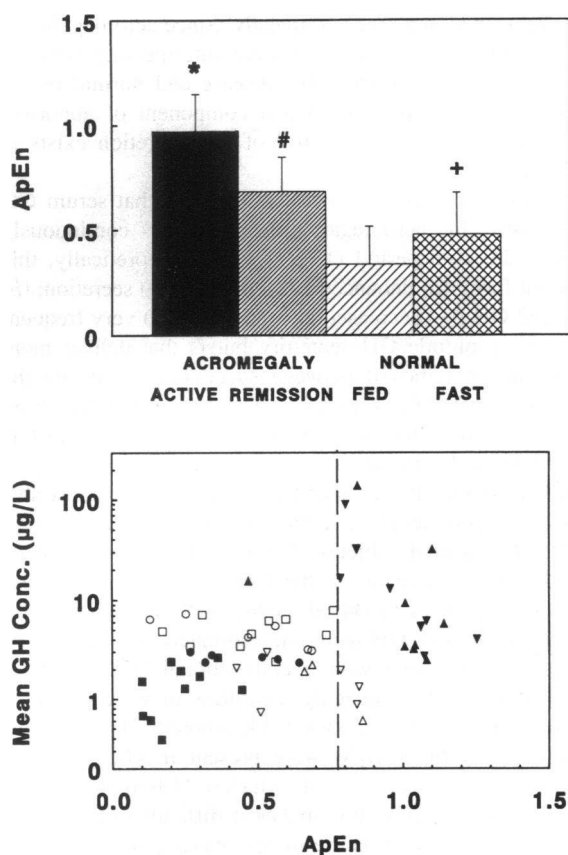 1.5
*
1.0
#
+
ApEn
0.5
0
ACROMEGALY NORMAL
ACTIVE REMISSION FED FAST
100
Mean GH Conc. (µg/L)
10
1
0
0.0 0.5 1.0 1.5
ApEn